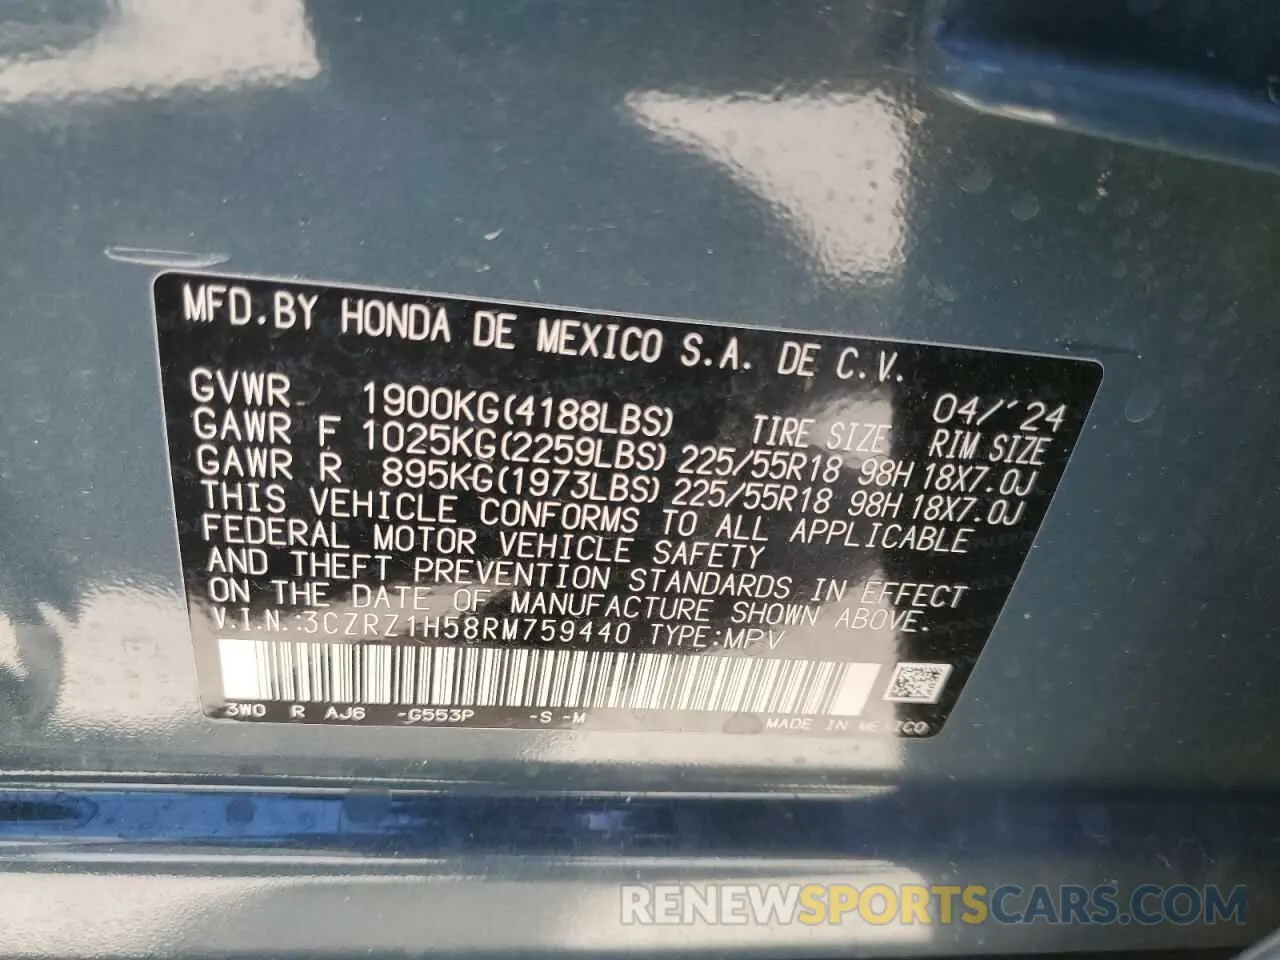 MFD.BY HONDA DE MEXICO S.A. DE C.V.
04/'24
GVWR 1900KG(4188LBS) TIRE SIZE RIM SIZE
GAWR F 1025KG(2259LBS) 225/55R18 98H 18X7.0J
GAWR R 895KG(1973LBS) 225/55R18 98H 18X7.0J
THIS VEHICLE CONFORMS TO ALL APPLICABLE
FEDERAL MOTOR VEHICLE SAFETY
AND THEFT PREVENTION STANDARDS IN EFFECT
ON THE DATE OF MANUFACTURE SHOWN ABOVE.
V.I.N.:3CZRZ1H58RM759440 TYPE:MPV
3WO R AJ6 -G553P -S -M MADE IN MEXICO
RENEWSPORTSCARS.COM